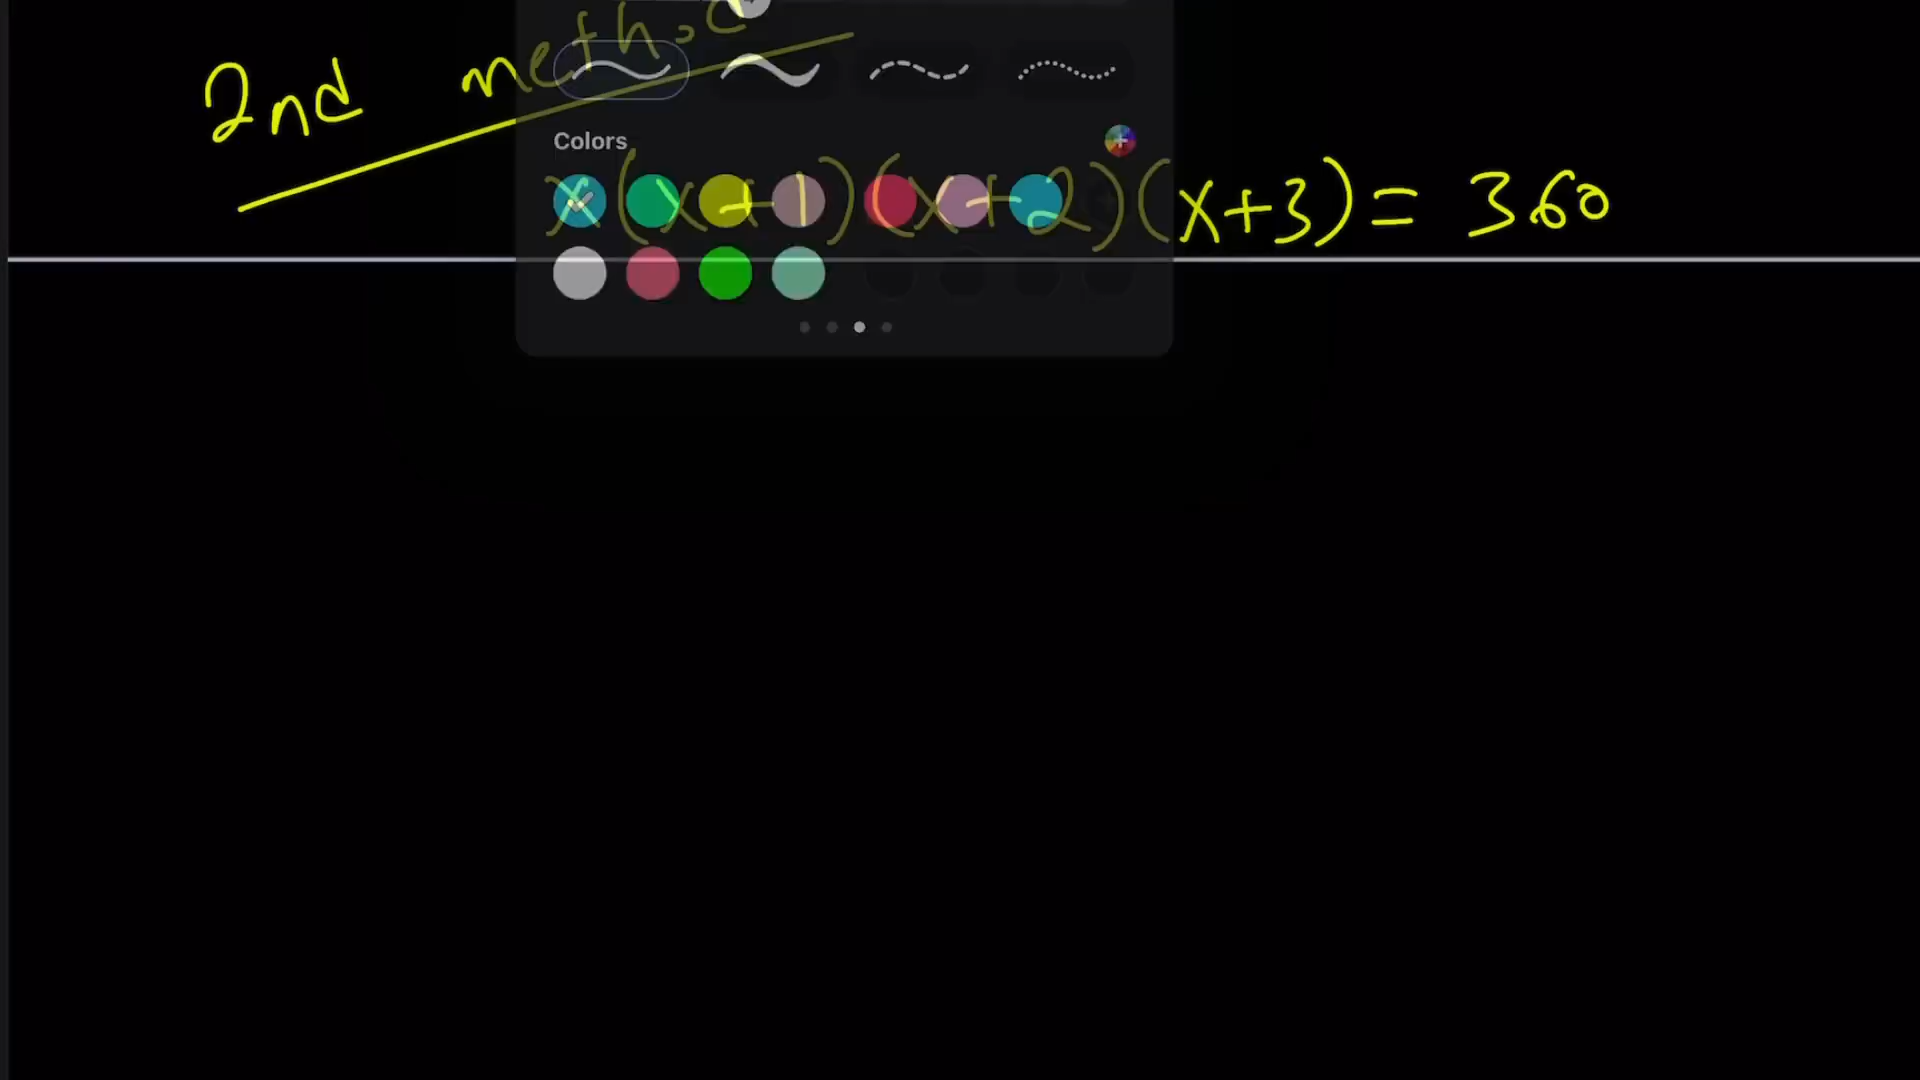 2nd method
Colors
x(x+1)(x+2)(x+3) = 360